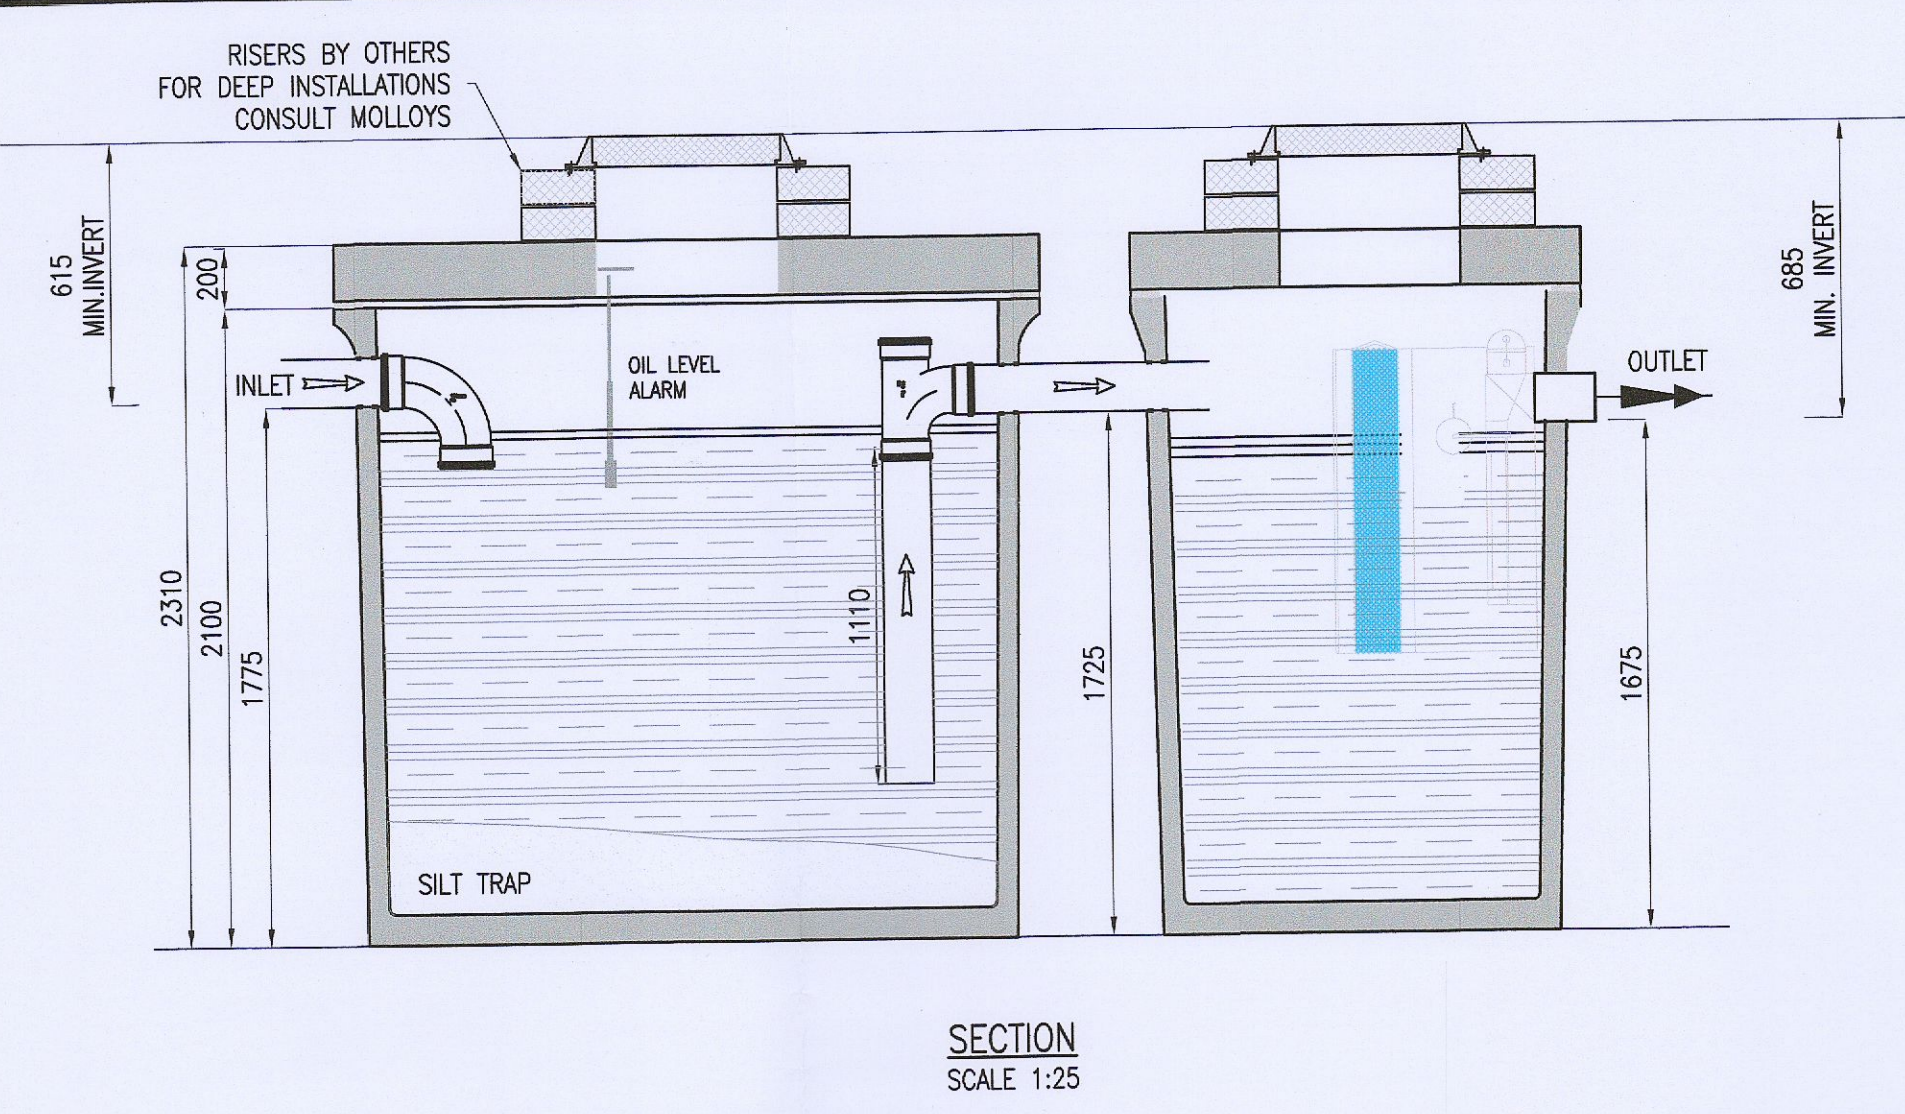 RISERS BY OTHERS
FOR DEEP INSTALLATIONS
CONSULT MOLLOYS
615
MIN.INVERT
200
2310
2100
1775
INLET
OIL LEVEL
ALARM
1110
SILT TRAP
1725
685
MIN. INVERT
OUTLET
1675
SECTION
SCALE 1:25